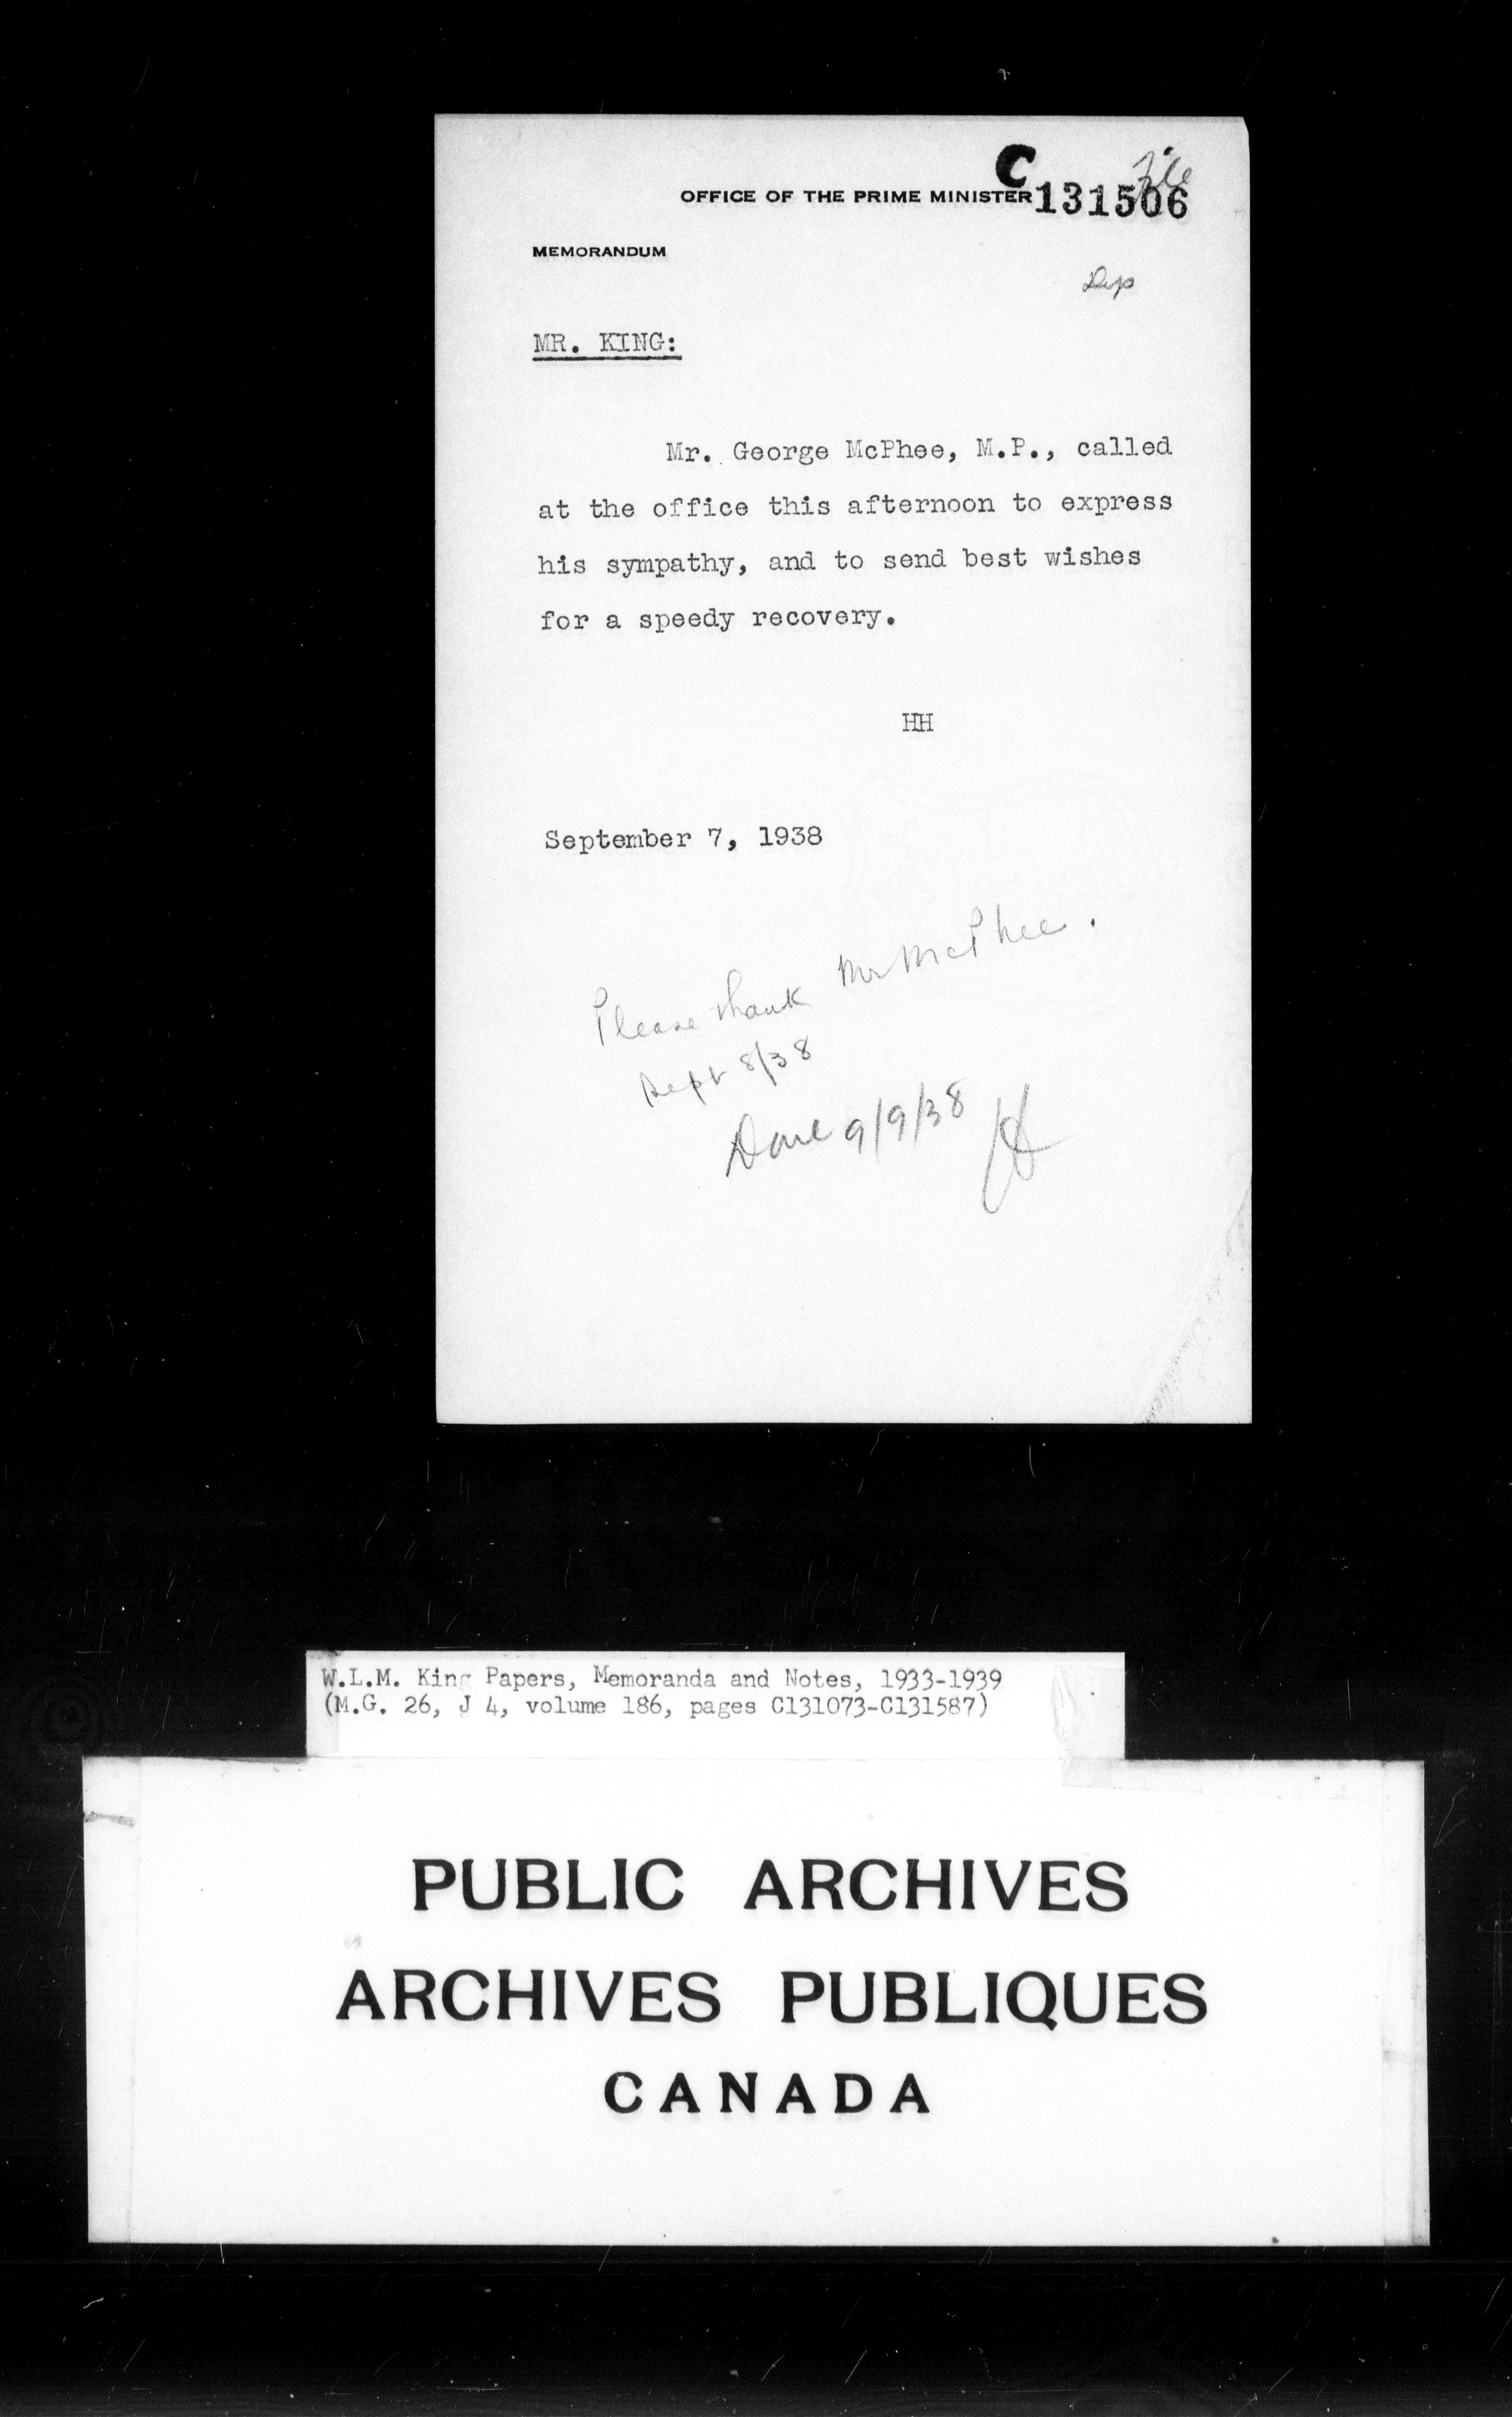 C
File
OFFICE OF THE PRIME MINISTER 131506
MEMORANDUM
MR. KING:
Mr. George McPhee, M.P., called
at the office this afternoon to express
his sympathy, and to send best wishes
for a speedy recovery.
HH
September 7, 1938
Please thank Mr McPhee.
Sept 8/38
Done 9/9/38 H
W.L.M. King Papers, Memoranda and Notes, 1933-1939
(M.G. 26, J 4, volume 186, pages C131073-C131587)
PUBLIC ARCHIVES
ARCHIVES PUBLIQUES
CANADA